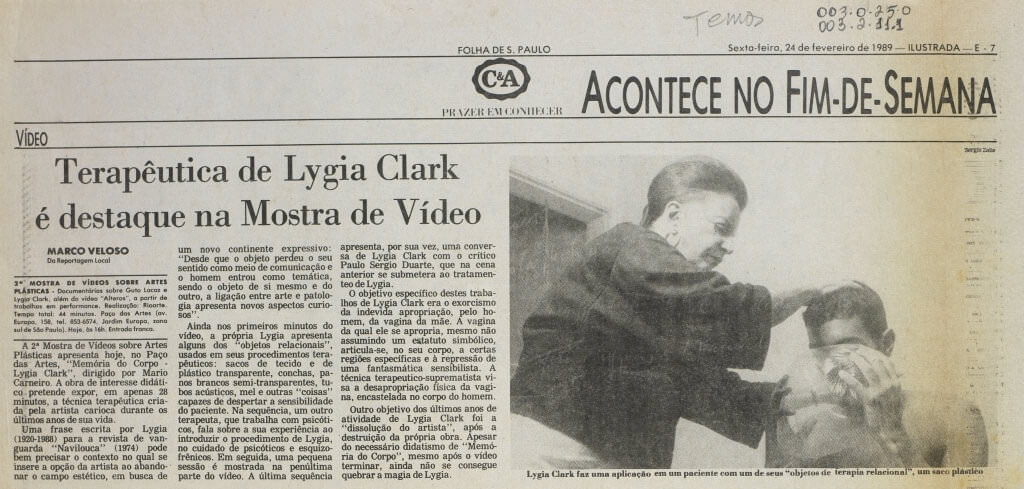 Temos
003.0.25.0
003.2.11.1
FOLHA DE S. PAULO
Sexta-feira, 24 de fevereiro de 1989 — ILUSTRADA — E - 7
C&A
PRAZER EM CONHECER
ACONTECE NO FIM-DE-SEMANA
VÍDEO
Terapêutica de Lygia Clark
é destaque na Mostra de Vídeo
MARCO VELOSO
Da Reportagem Local
2ª MOSTRA DE VÍDEOS SOBRE ARTES
PLÁSTICAS - Documentários sobre Guto Lacaz e
Lygia Clark, além do vídeo "Alteros", a partir de
trabalhos em performance. Realização: Rioarte.
Tempo total: 44 minutos. Paço das Artes (av.
Europa, 158, tel. 853-6574, Jardim Europa, zona
sul de São Paulo). Hoje, às 16h. Entrada franca.
A 2ª Mostra de Vídeos sobre Artes
Plásticas apresenta hoje, no Paço
das Artes, "Memória do Corpo -
Lygia Clark", dirigido por Mario
Carneiro. A obra de interesse didáti-
co pretende expor, em apenas 28
minutos, a técnica terapêutica cria-
da pela artista carioca durante os
últimos anos de sua vida.
Uma frase escrita por Lygia
(1920-1988) para a revista de van-
guarda "Navilouca" (1974) pode
bem precisar o contexto no qual se
insere a opção da artista ao abando-
nar o campo estético, em busca de
um novo continente expressivo:
"Desde que o objeto perdeu o seu
sentido como meio de comunicação e
o homem entrou como temática,
sendo o objeto de si mesmo e do
outro, a ligação entre arte e patolo-
gia apresenta novos aspectos curio-
sos".
Ainda nos primeiros minutos do
vídeo, a própria Lygia apresenta
alguns dos "objetos relacionais",
usados em seus procedimentos tera-
pêuticos: sacos de tecido e de
plástico transparente, conchas, pa-
nos brancos semi-transparentes, tu-
bos acústicos, mel e outras "coisas"
capazes de despertar a sensibilidade
do paciente. Na sequência, um outro
terapeuta, que trabalha com psicóti-
cos, fala sobre a sua experiência ao
introduzir o procedimento de Lygia,
no cuidado de psicóticos e esquizo-
frênicos. Em seguida, uma pequena
sessão é mostrada na penúltima
parte do vídeo. A última sequência
apresenta, por sua vez, uma conver-
sa de Lygia Clark com o crítico
Paulo Sergio Duarte, que na cena
anterior se submetera ao tratamen-
to de Lygia.
O objetivo específico destes traba-
lhos de Lygia Clark era o exorcismo
da indevida apropriação, pelo ho-
mem, da vagina da mãe. A vagina
da qual ele se apropria, mesmo não
assumindo um estatuto simbólico,
articula-se, no seu corpo, a certas
regiões específicas e à repressão de
uma fantasmática sensibilista. A
técnica terapeutico-suprematista vi-
sa a desapropriação física da vagi-
na, encastelada no corpo do homem.
Outro objetivo dos últimos anos de
atividade de Lygia Clark foi a
"dissolução do artista", após a
destruição da própria obra. Apesar
do necessário didatismo de "Memó-
ria do Corpo", mesmo após o vídeo
terminar, ainda não se consegue
quebrar a magia de Lygia.
Sergio Zalis
Lygia Clark faz uma aplicação em um paciente com um de seus "objetos de terapia relacional", um saco plástico